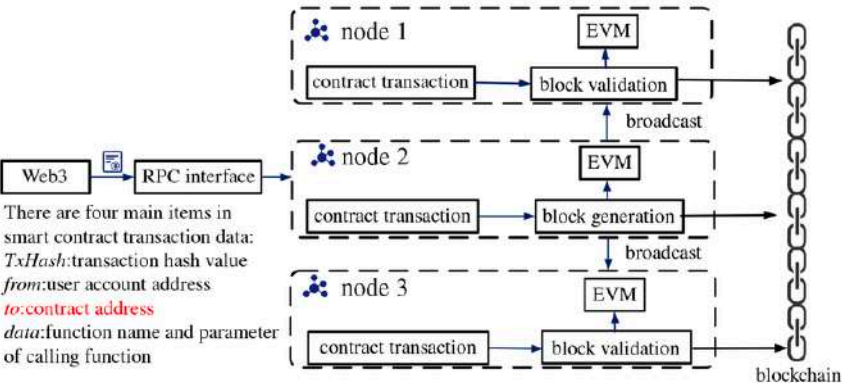 node 1
EVM
contract transaction
block validation
broadcast
node 2
EVM
Web3
RPC interface
contract transaction
block generation
There are four main items in
smart contract transaction data:
TxHash:transaction hash value
from:user account address
to:contract address
data:function name and parameter
of calling function
broadcast
node 3
EVM
contract transaction
block validation
blockchain